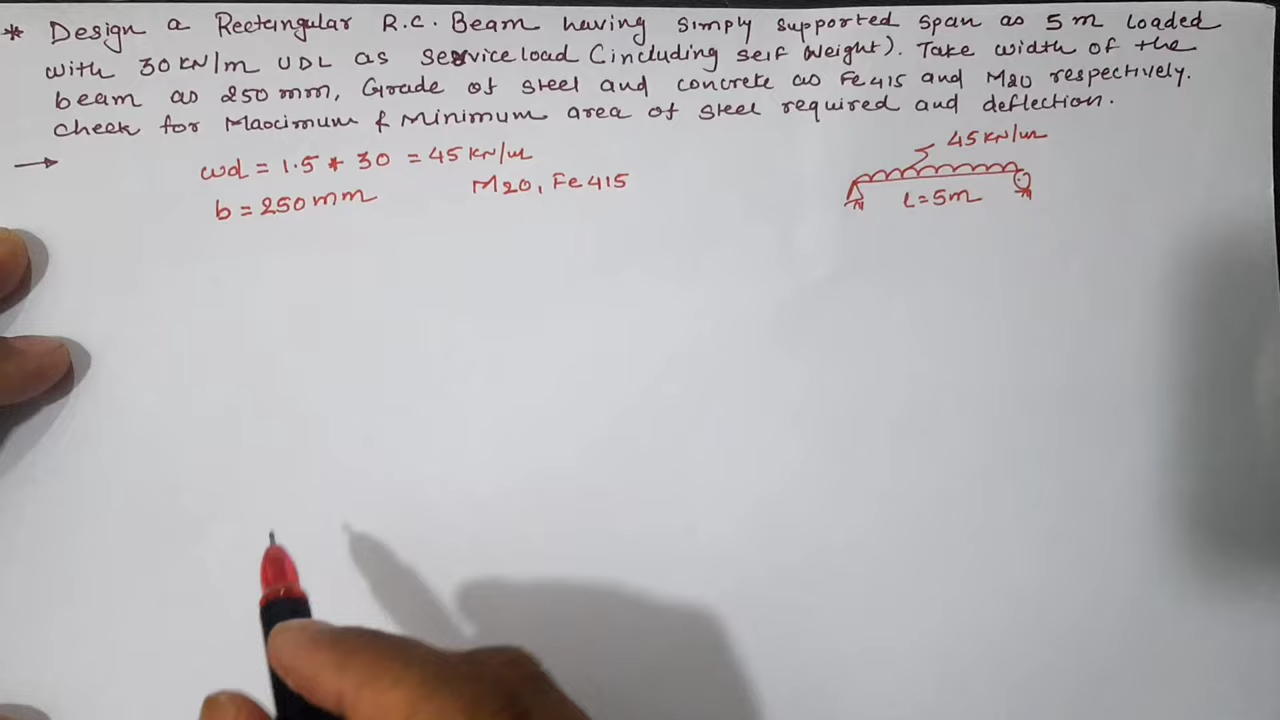 * Design a Rectangular R.C. Beam having simply supported span as 5 m loaded
with 30 KN/m UDL as service load (including self weight). Take width of the
beam as 250 mm, Grade of steel and concrete as Fe415 and M20 respectively.
check for Maximum & Minimum area of steel required and deflection.
→ wd = 1.5 * 30 = 45 KN/m
45 KN/m
b = 250 mm M20, Fe415
L = 5m